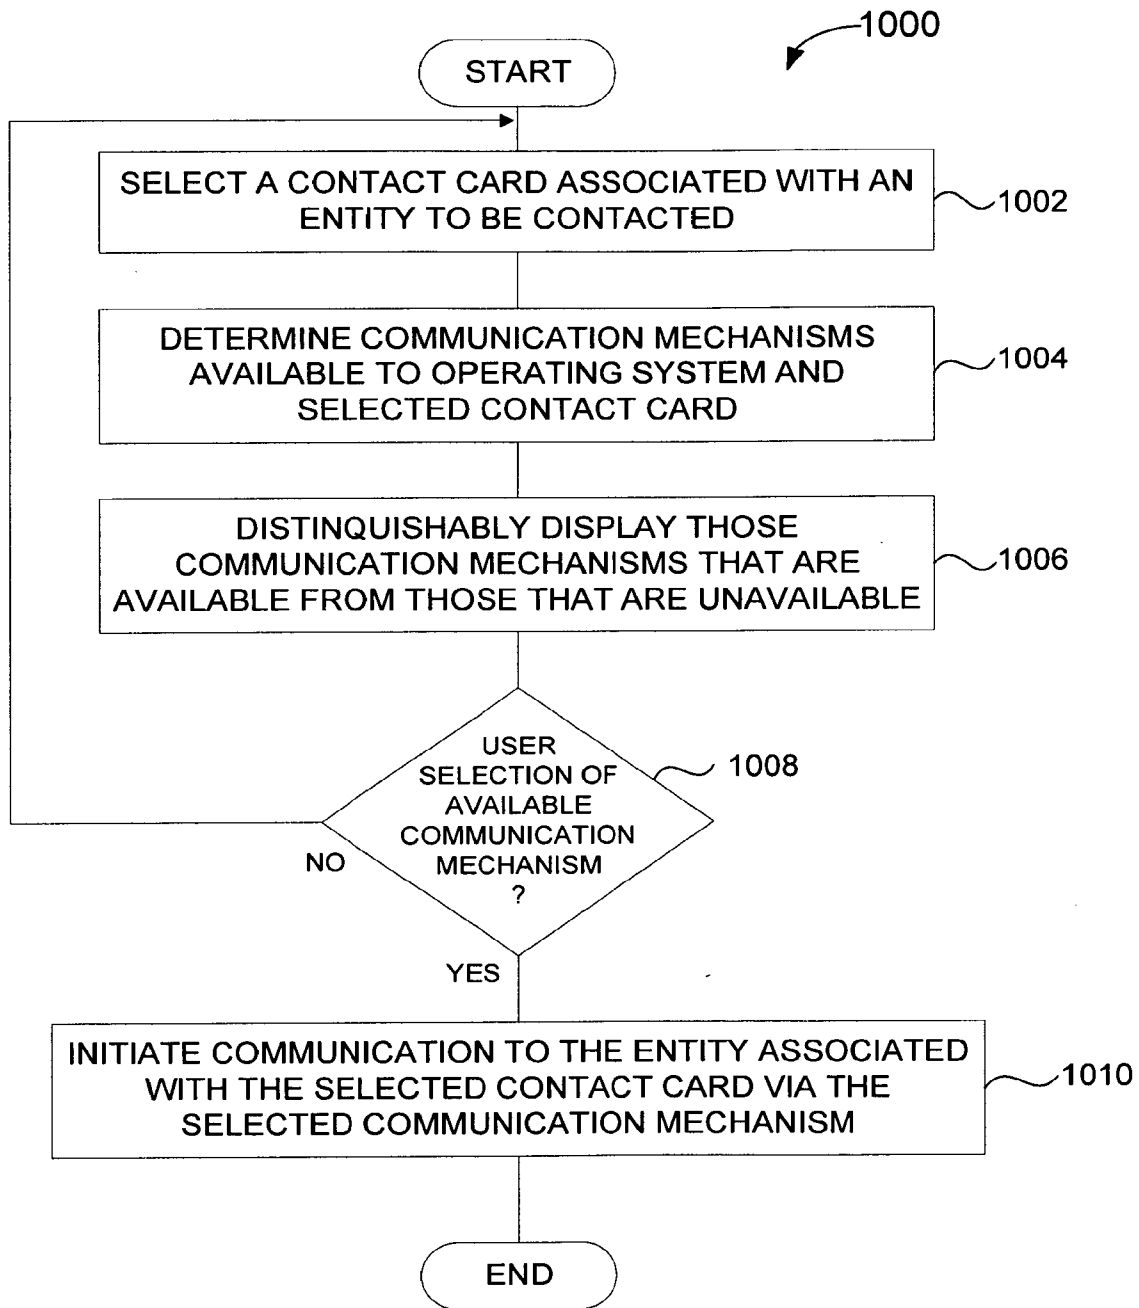 1000
START
SELECT A CONTACT CARD ASSOCIATED WITH AN
ENTITY TO BE CONTACTED
1002
DETERMINE COMMUNICATION MECHANISMS
AVAILABLE TO OPERATING SYSTEM AND
SELECTED CONTACT CARD
1004
DISTINQUISHABLY DISPLAY THOSE
COMMUNICATION MECHANISMS THAT ARE
AVAILABLE FROM THOSE THAT ARE UNAVAILABLE
1006
USER
SELECTION OF
AVAILABLE
COMMUNICATION
MECHANISM
?
1008
NO
YES
INITIATE COMMUNICATION TO THE ENTITY ASSOCIATED
WITH THE SELECTED CONTACT CARD VIA THE
SELECTED COMMUNICATION MECHANISM
1010
END